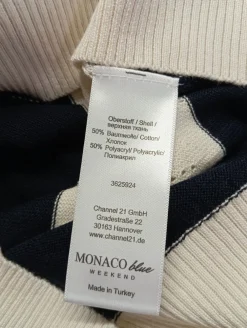 Oberstoff / Shell /
верхняя ткань
50% Baumwolle/ Cotton/
Хлопок
50% Polyacryl/ Polyacrylic/
Полиакрил
3625924
Channel 21 GmbH
Gradestraße 22
30163 Hannover
www.channel21.de
MONACO blue
WEEKEND
Made in Turkey